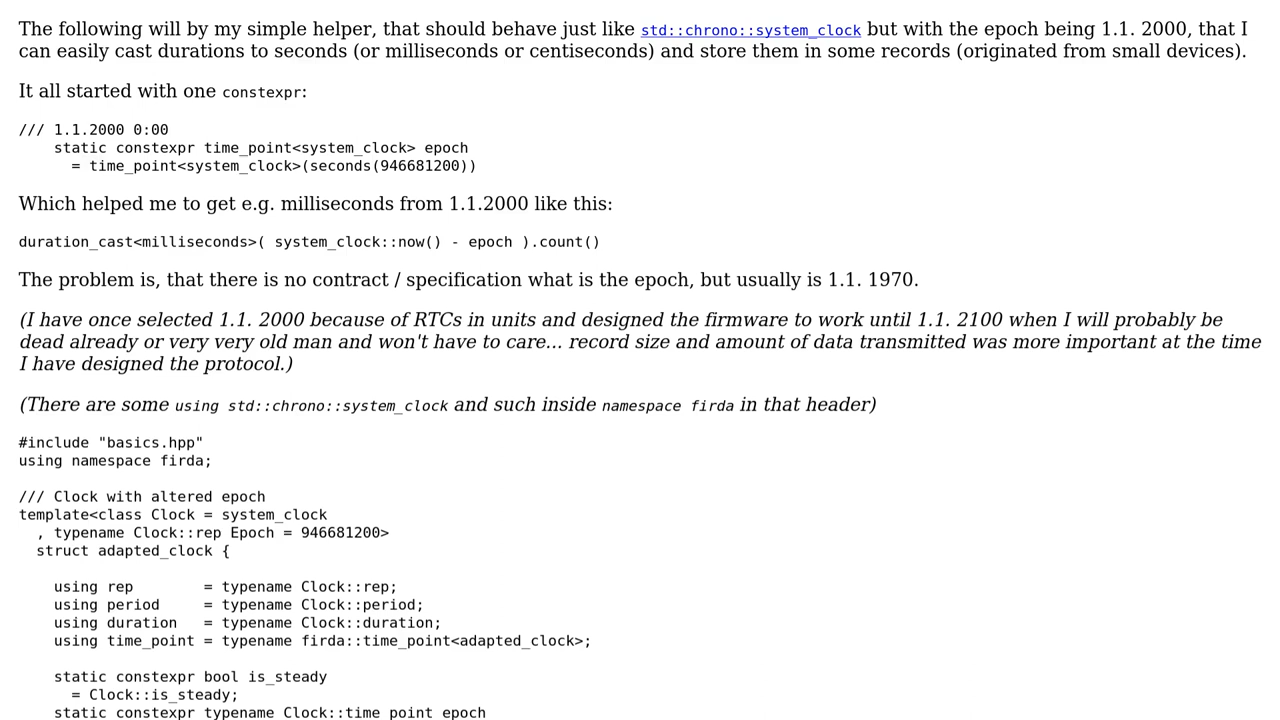 The following will by my simple helper, that should behave just like std::chrono::system_clock but with the epoch being 1.1. 2000, that I
can easily cast durations to seconds (or milliseconds or centiseconds) and store them in some records (originated from small devices).
It all started with one constexpr:
/// 1.1.2000 0:00
    static constexpr time_point<system_clock> epoch
      = time_point<system_clock>(seconds(946681200))
Which helped me to get e.g. milliseconds from 1.1.2000 like this:
duration_cast<milliseconds>( system_clock::now() - epoch ).count()
The problem is, that there is no contract / specification what is the epoch, but usually is 1.1. 1970.
(I have once selected 1.1. 2000 because of RTCs in units and designed the firmware to work until 1.1. 2100 when I will probably be
dead already or very very old man and won't have to care... record size and amount of data transmitted was more important at the time
I have designed the protocol.)
(There are some using std::chrono::system_clock and such inside namespace firda in that header)
#include "basics.hpp"
using namespace firda;
/// Clock with altered epoch
template<class Clock = system_clock
  , typename Clock::rep Epoch = 946681200>
  struct adapted_clock {
    using rep        = typename Clock::rep;
    using period     = typename Clock::period;
    using duration   = typename Clock::duration;
    using time_point = typename firda::time_point<adapted_clock>;
    static constexpr bool is_steady
      = Clock::is_steady;
    static constexpr typename Clock::time_point epoch